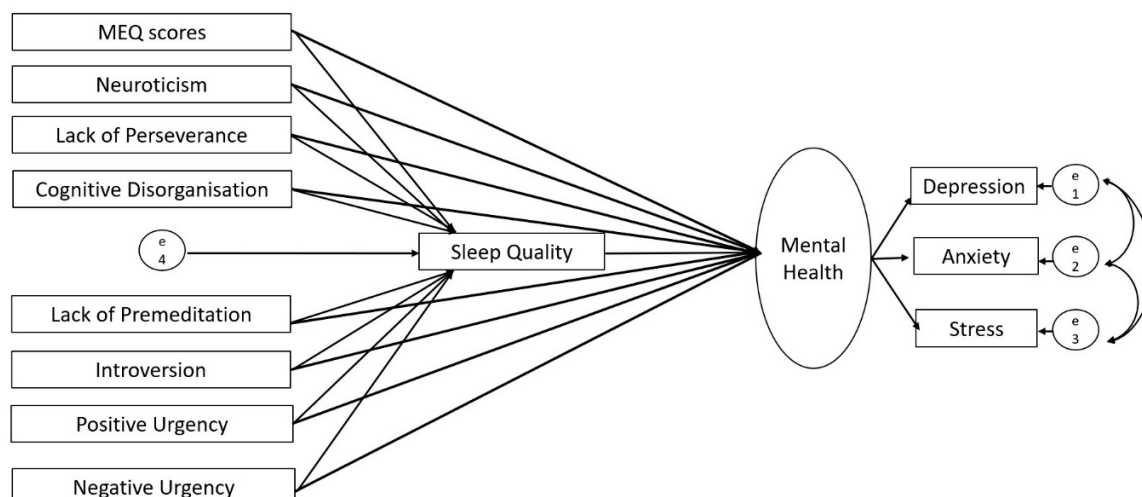 MEQ scores
Neuroticism
Lack of Perseverance
Cognitive Disorganisation
e
4
Sleep Quality
Lack of Premeditation
Introversion
Positive Urgency
Negative Urgency
Mental
Health
Depression
e
1
Anxiety
e
2
Stress
e
3